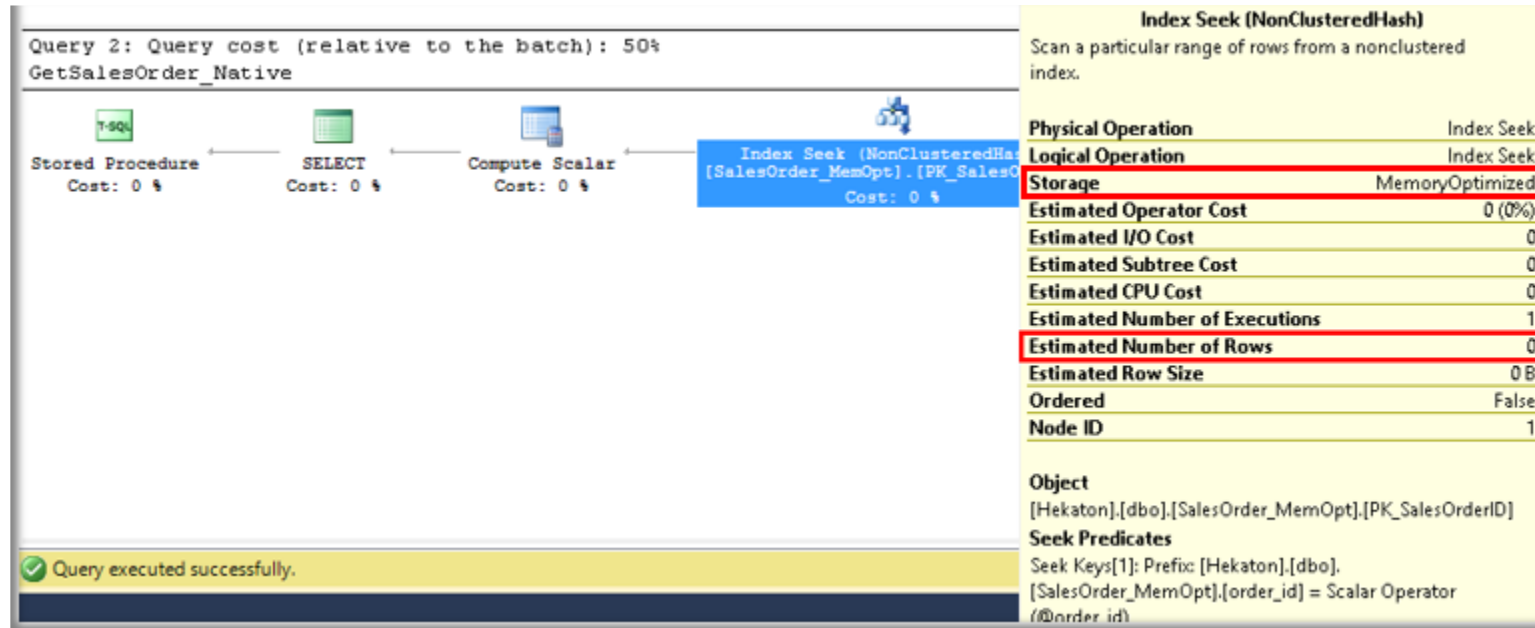 Query 2: Query cost (relative to the batch): 50%
GetSalesOrder_Native
T-SQL
Stored Procedure
Cost: 0 %
SELECT
Cost: 0 %
Compute Scalar
Cost: 0 %
Index Seek (NonClusteredHas
[SalesOrder_MemOpt].[PK_SalesO
Cost: 0 %
Query executed successfully.
Index Seek (NonClusteredHash)
Scan a particular range of rows from a nonclustered
index.
Physical Operation Index Seek
Logical Operation Index Seek
Storage MemoryOptimized
Estimated Operator Cost 0 (0%)
Estimated I/O Cost 0
Estimated Subtree Cost 0
Estimated CPU Cost 0
Estimated Number of Executions 1
Estimated Number of Rows 0
Estimated Row Size 0 B
Ordered False
Node ID 1
Object
[Hekaton].[dbo].[SalesOrder_MemOpt].[PK_SalesOrderID]
Seek Predicates
Seek Keys[1]: Prefix: [Hekaton].[dbo].
[SalesOrder_MemOpt].[order_id] = Scalar Operator
(@order_id)